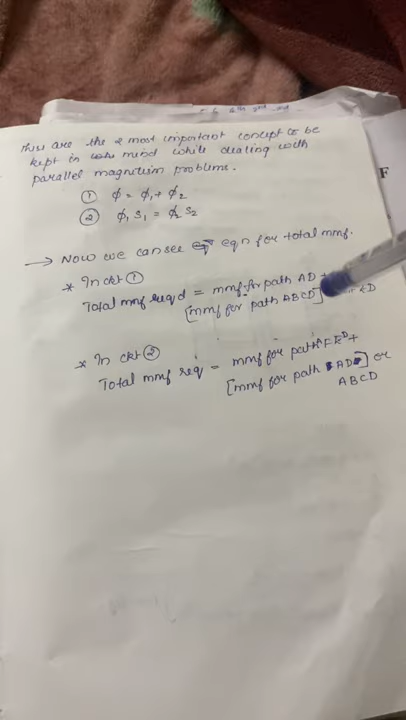 This are the 2 most important concept to be
kept in mind while dealing with
parallel magnetism problems.
① φ = φ₁ + φ₂
② φ₁ S₁ = φ₂ S₂
→ Now we can see eqn for total mmf.
* In ckt ①
Total mmf req'd = mmf for path AD +
[mmf for path ABCD]
* In ckt ②
Total mmf req = mmf for path FED +
[mmf for path AD] or
ABCD
F